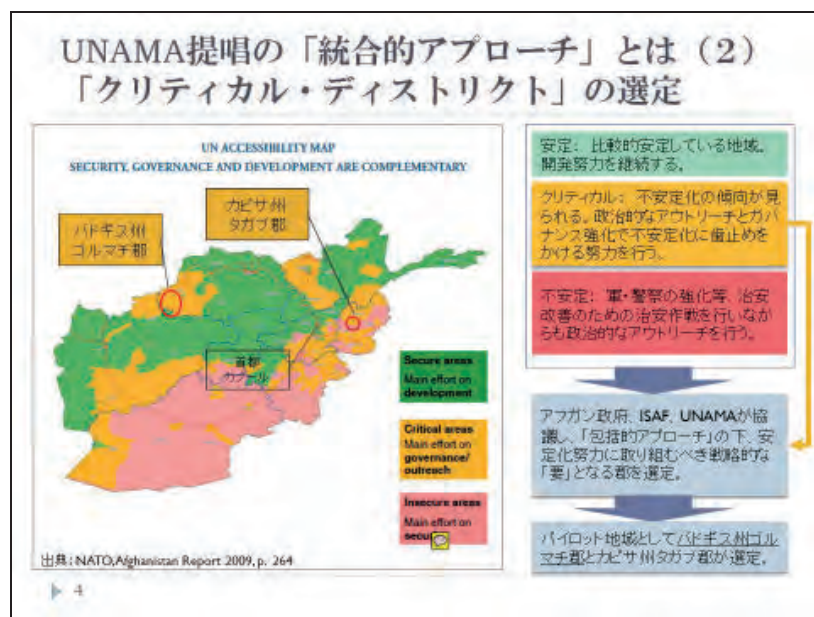 UNAMA提唱の「統合的アプローチ」とは（2）
「クリティカル・ディストリクト」の選定
UN ACCESSIBILITY MAP
SECURITY, GOVERNANCE AND DEVELOPMENT ARE COMPLEMENTARY
バドギス州
ゴルマチ郡
カピサ州
タガブ郡
首都
カブール
Secure areas
Main effort on
development
Critical areas
Main effort on
governance/
outreach
Insecure areas
Main effort on
出典：NATO,Afghanistan Report 2009, p. 264
安定： 比較的安定している地域。
開発努力を継続する。
クリティカル： 不安定化の傾向が見
られる。政治的なアウトリーチとガバ
ナンス強化で不安定化に歯止めを
かける努力を行う。
不安定： 軍・警察の強化等、治安
改善のための治安作戦を行いなが
らも政治的なアウトリーチを行う。
アフガン政府、ISAF、UNAMAが協
議し、「包括的アプローチ」の下、安
定化努力に取り組むべき戦略的な
「要」となる郡を選定。
パイロット地域としてバドギス州ゴル
マチ郡とカピサ州タガブ郡が選定。
4